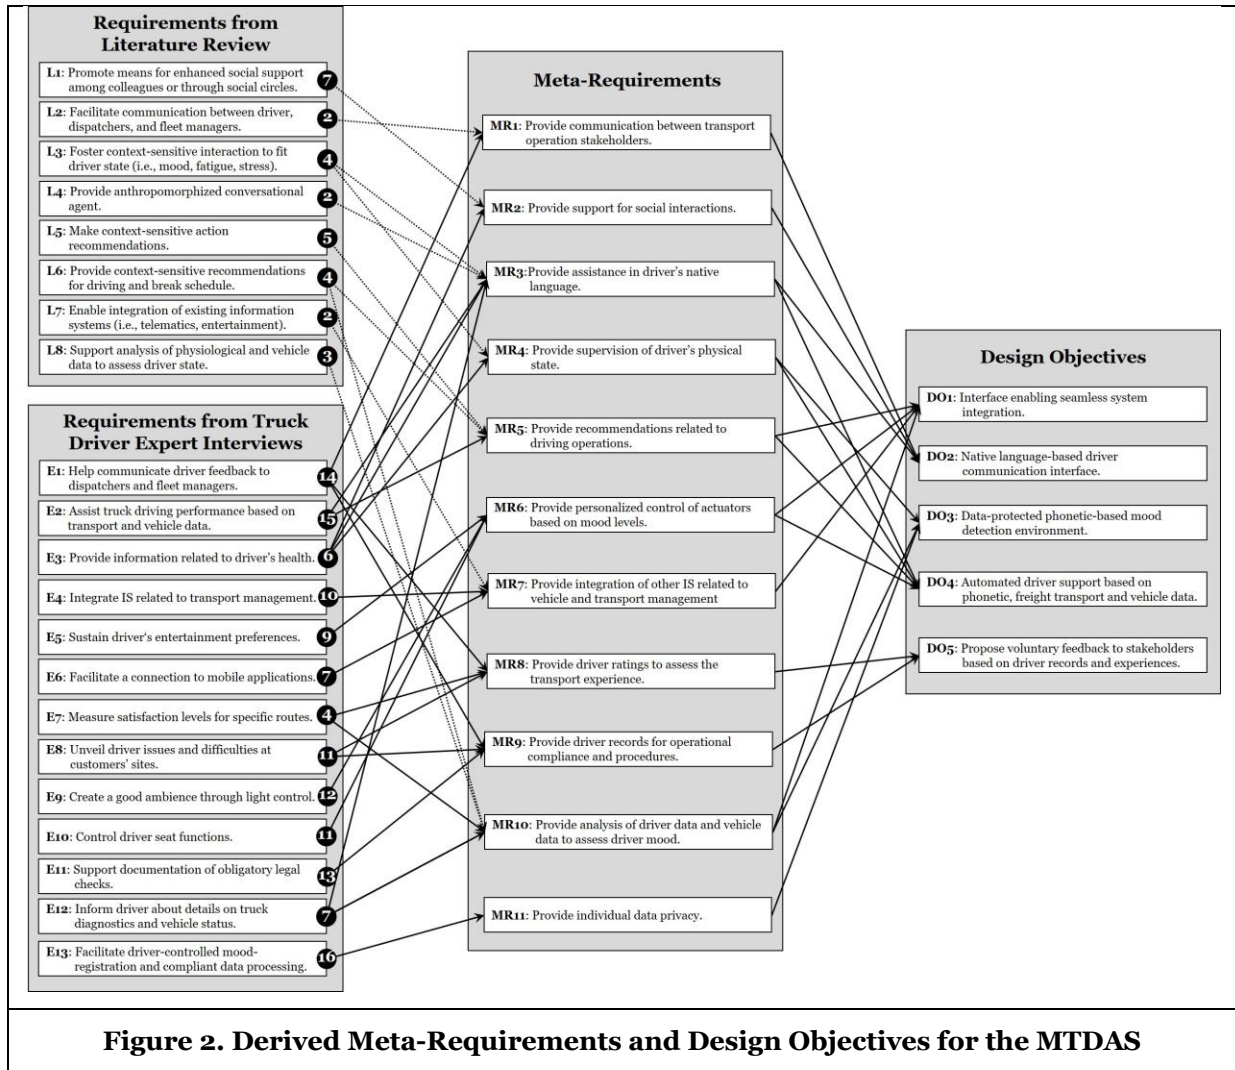 Requirements from
Literature Review
L1: Promote means for enhanced social support
among colleagues or through social circles.
7
L2: Facilitate communication between driver,
dispatchers, and fleet managers.
2
L3: Foster context-sensitive interaction to fit
driver state (i.e., mood, fatigue, stress).
4
L4: Provide anthropomorphized conversational
agent.
2
L5: Make context-sensitive action
recommendations.
5
L6: Provide context-sensitive recommendations
for driving and break schedule.
4
L7: Enable integration of existing information
systems (i.e., telematics, entertainment).
2
L8: Support analysis of physiological and vehicle
data to assess driver state.
3
Requirements from Truck
Driver Expert Interviews
E1: Help communicate driver feedback to
dispatchers and fleet managers.
14
E2: Assist truck driving performance based on
transport and vehicle data.
15
E3: Provide information related to driver's health.
6
E4: Integrate IS related to transport management.
10
E5: Sustain driver's entertainment preferences.
9
E6: Facilitate a connection to mobile applications.
7
E7: Measure satisfaction levels for specific routes.
4
E8: Unveil driver issues and difficulties at
customers' sites.
11
E9: Create a good ambience through light control.
12
E10: Control driver seat functions.
11
E11: Support documentation of obligatory legal
checks.
13
E12: Inform driver about details on truck
diagnostics and vehicle status.
7
E13: Facilitate driver-controlled mood-
registration and compliant data processing.
16
Meta-Requirements
MR1: Provide communication between transport
operation stakeholders.
MR2: Provide support for social interactions.
MR3:Provide assistance in driver's native
language.
MR4: Provide supervision of driver's physical
state.
MR5: Provide recommendations related to
driving operations.
MR6: Provide personalized control of actuators
based on mood levels.
MR7: Provide integration of other IS related to
vehicle and transport management
MR8: Provide driver ratings to assess the
transport experience.
MR9: Provide driver records for operational
compliance and procedures.
MR10: Provide analysis of driver data and vehicle
data to assess driver mood.
MR11: Provide individual data privacy.
Design Objectives
DO1: Interface enabling seamless system
integration.
DO2: Native language-based driver
communication interface.
DO3: Data-protected phonetic-based mood
detection environment.
DO4: Automated driver support based on
phonetic, freight transport and vehicle data.
DO5: Propose voluntary feedback to stakeholders
based on driver records and experiences.
Figure 2. Derived Meta-Requirements and Design Objectives for the MTDAS